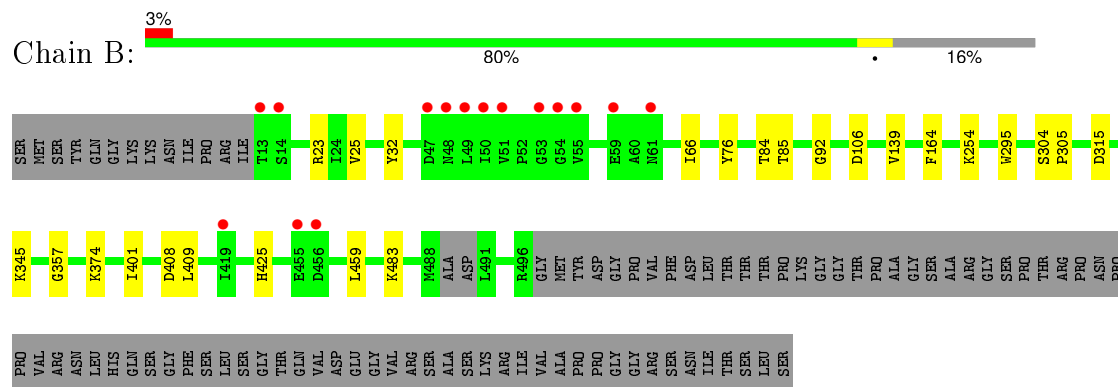 3%
Chain B:
80%
•
16%
SER MET SER TYR GLN GLY LYS LYS ASN ILE PRO ARG ILE T13 S14 R23 I24 V25 Y32 D47 N48 L49 I50 V51 P52 G53 G54 V55 E59 A60 N61 I66 Y76 T84 T85 G92 D106 V139 F164 K254 W295 S304 P305 D315
K345 G357 K374 I401 D408 L409 I419 H425 E455 D456 L459 K483 M488 ALA ASP L491 R496 GLY MET TYR ASP GLY PRO VAL PHE ASP LEU THR THR THR PRO LYS GLY GLY THR PRO ALA GLY SER ALA ARG GLY SER PRO THR ARG PRO ASN PRO
PRO VAL ARG ASN LEU HIS GLN SER GLY PHE SER LEU SER GLY THR GLN VAL ASP GLU GLY VAL ARG SER ALA SER LYS ARG ILE VAL ALA PRO PRO GLY GLY ARG SER ASN ILE THR SER LEU SER